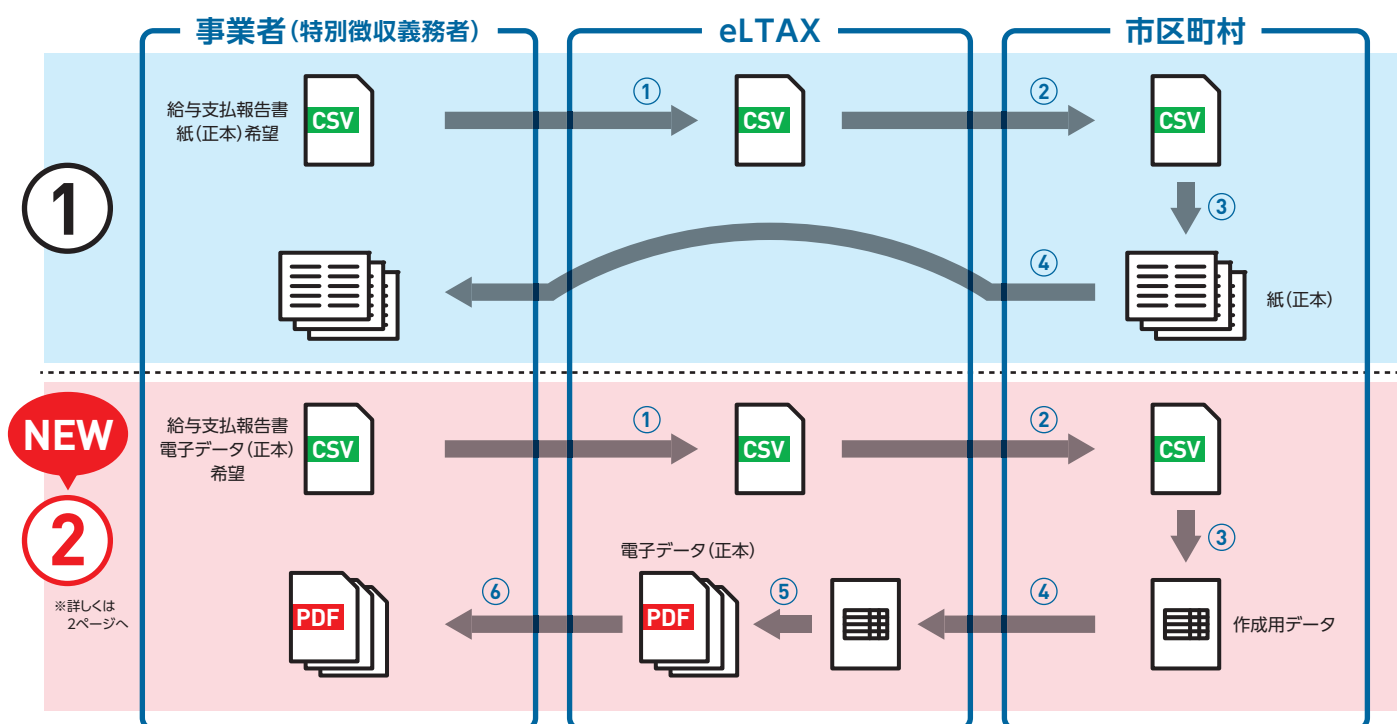 事業者(特別徴収義務者)
eLTAX
市区町村
①
給与支払報告書
紙(正本)希望
CSV
①
CSV
②
CSV
③
④
紙(正本)
NEW
②
※詳しくは
2ページへ
給与支払報告書
電子データ(正本)
希望
CSV
①
CSV
②
CSV
③
電子データ(正本)
PDF
⑥
PDF
⑤
④
作成用データ